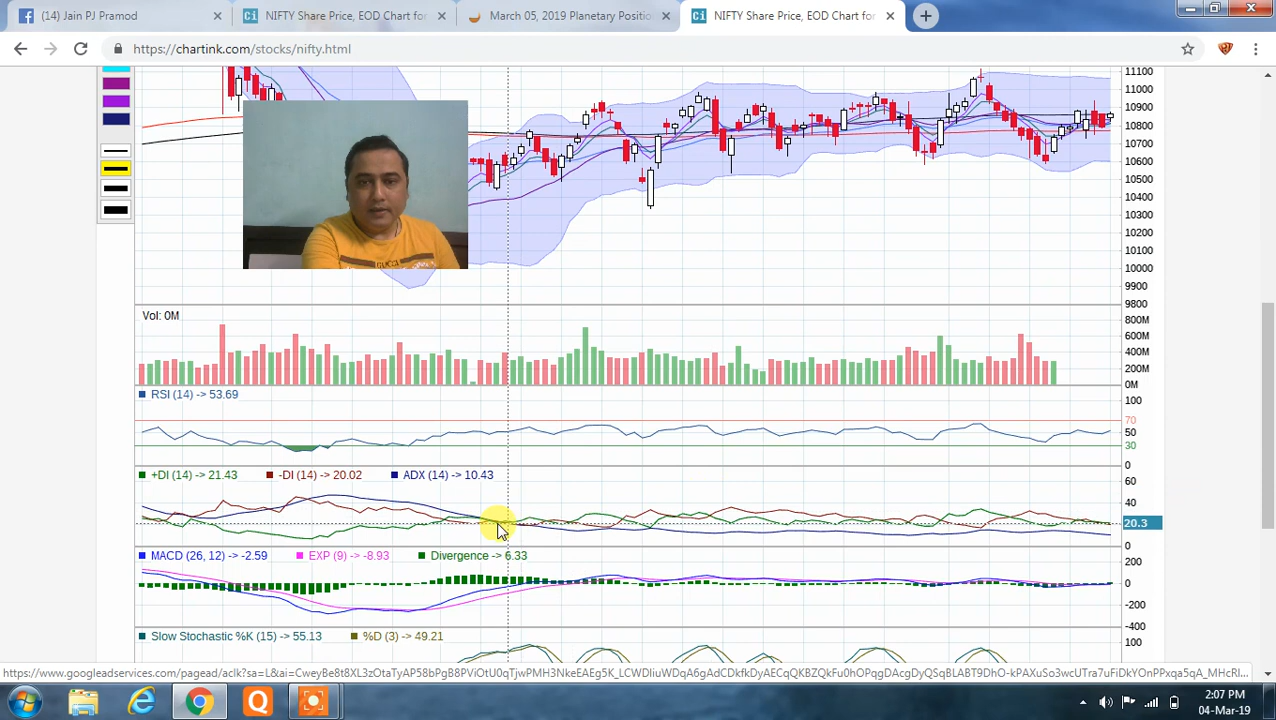 (14) Jain PJ Pramod
NIFTY Share Price, EOD Chart for
March 05, 2019 Planetary Positio
NIFTY Share Price, EOD Chart for
https://chartink.com/stocks/nifty.html
11100
11000
10900
10800
10700
10600
10500
10400
10300
10200
10100
10000
9900
9800
GUCCI
Vol: 0M
800M
600M
400M
200M
0M
RSI (14) -> 53.69
100
70
50
30
0
+DI (14) -> 21.43 -DI (14) -> 20.02 ADX (14) -> 10.43
60
40
20.3
0
MACD (26, 12) -> -2.59 EXP (9) -> -8.93 Divergence -> 6.33
200
0
-200
-400
Slow Stochastic %K (15) -> 55.13 %D (3) -> 49.21
100
2:07 PM
04-Mar-19